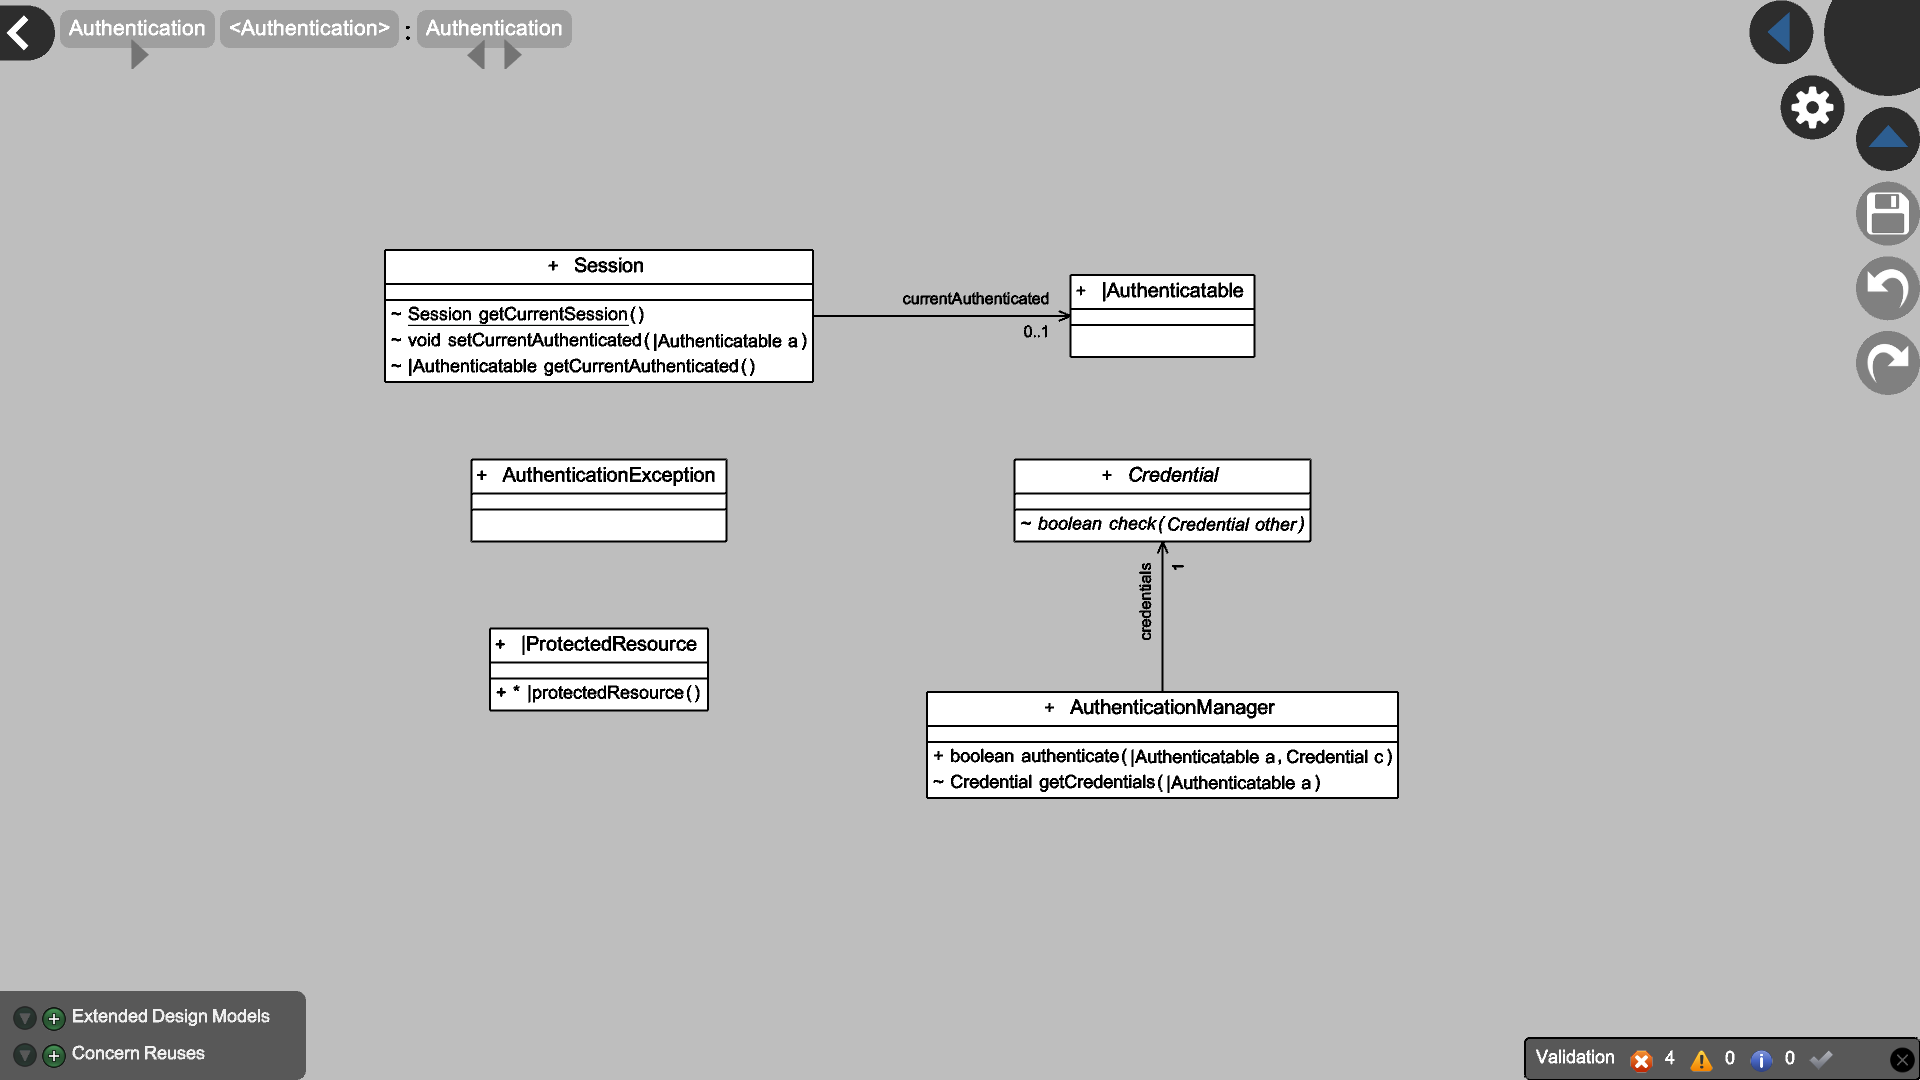 Authentication <Authentication> : Authentication
+ Session
~ Session getCurrentSession()
~ void setCurrentAuthenticated(|Authenticatable a)
~ |Authenticatable getCurrentAuthenticated()
currentAuthenticated
0..1
+ |Authenticatable
+ AuthenticationException
+ Credential
~ boolean check(Credential other)
credentials
1
+ |ProtectedResource
+ * |protectedResource()
+ AuthenticationManager
+ boolean authenticate(|Authenticatable a,Credential c)
~ Credential getCredentials(|Authenticatable a)
Extended Design Models
Concern Reuses
Validation 4 0 0